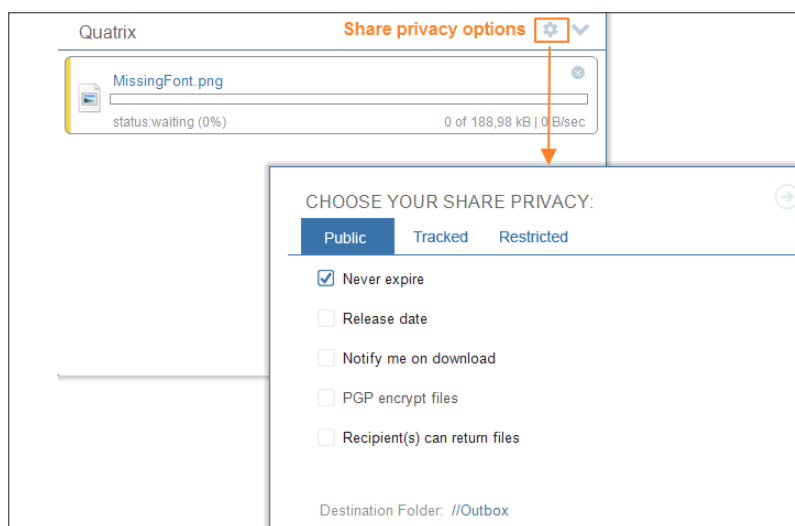 Quatrix
Share privacy options
MissingFont.png
status:waiting (0%) 0 of 188,98 kB | 0 B/sec
CHOOSE YOUR SHARE PRIVACY:
Public Tracked Restricted
Never expire
Release date
Notify me on download
PGP encrypt files
Recipient(s) can return files
Destination Folder: //Outbox